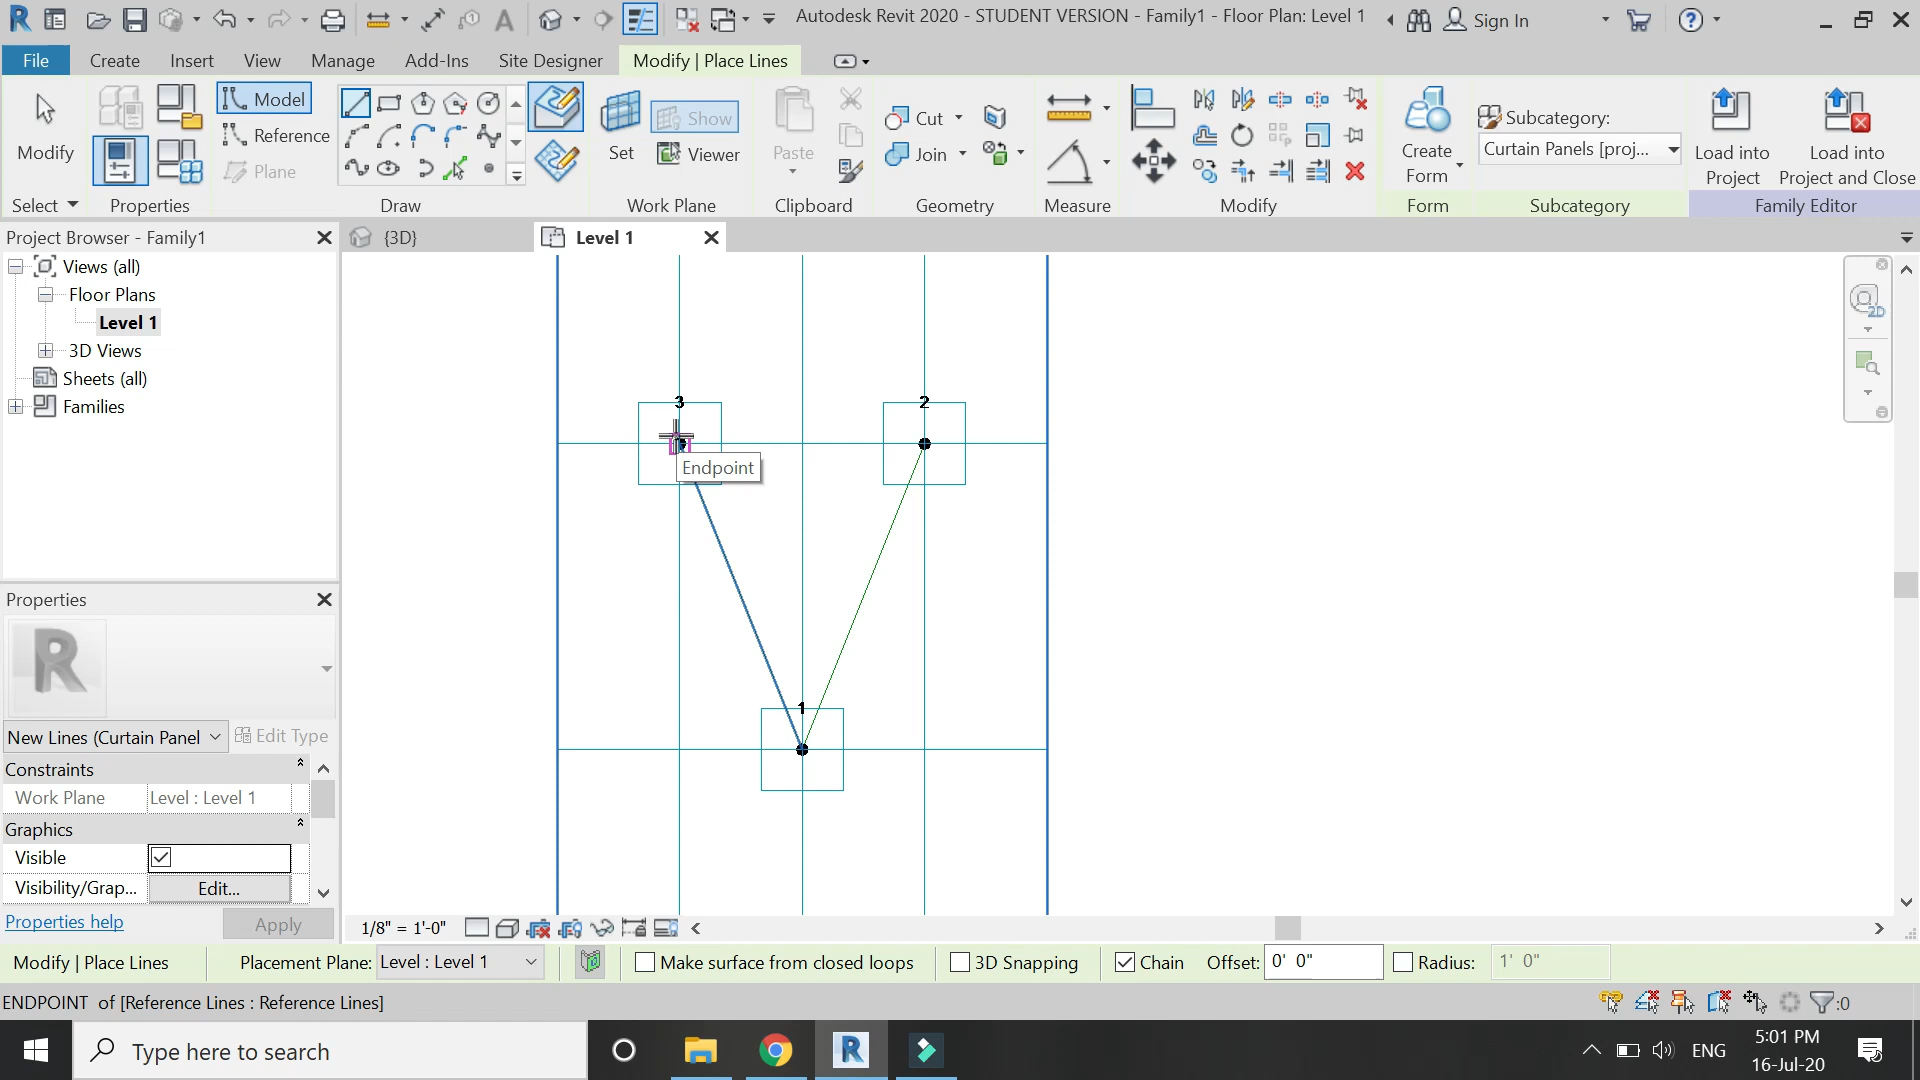 Autodesk Revit 2020 - STUDENT VERSION - Family1 - Floor Plan: Level 1
Sign In
File
Create
Insert
View
Manage
Add-Ins
Site Designer
Modify | Place Lines
Modify
Model
Reference
Plane
Set
Show
Viewer
Paste
Cut
Join
Create
Form
Subcategory:
Curtain Panels [proj...
Load into
Project
Load into
Project and Close
Select
Properties
Draw
Work Plane
Clipboard
Geometry
Measure
Modify
Form
Subcategory
Family Editor
Project Browser - Family1
{3D}
Level 1
Views (all)
Floor Plans
Level 1
3D Views
Sheets (all)
Families
2D
3
2
Endpoint
1
Properties
R
New Lines (Curtain Panel
Edit Type
Constraints
Work Plane
Level : Level 1
Graphics
Visible
Visibility/Grap...
Edit...
Properties help
Apply
1/8" = 1'-0"
Modify | Place Lines
Placement Plane:
Level : Level 1
Make surface from closed loops
3D Snapping
Chain
Offset:
0' 0"
Radius:
1' 0"
ENDPOINT of [Reference Lines : Reference Lines]
:0
Type here to search
R
ENG
5:01 PM
16-Jul-20